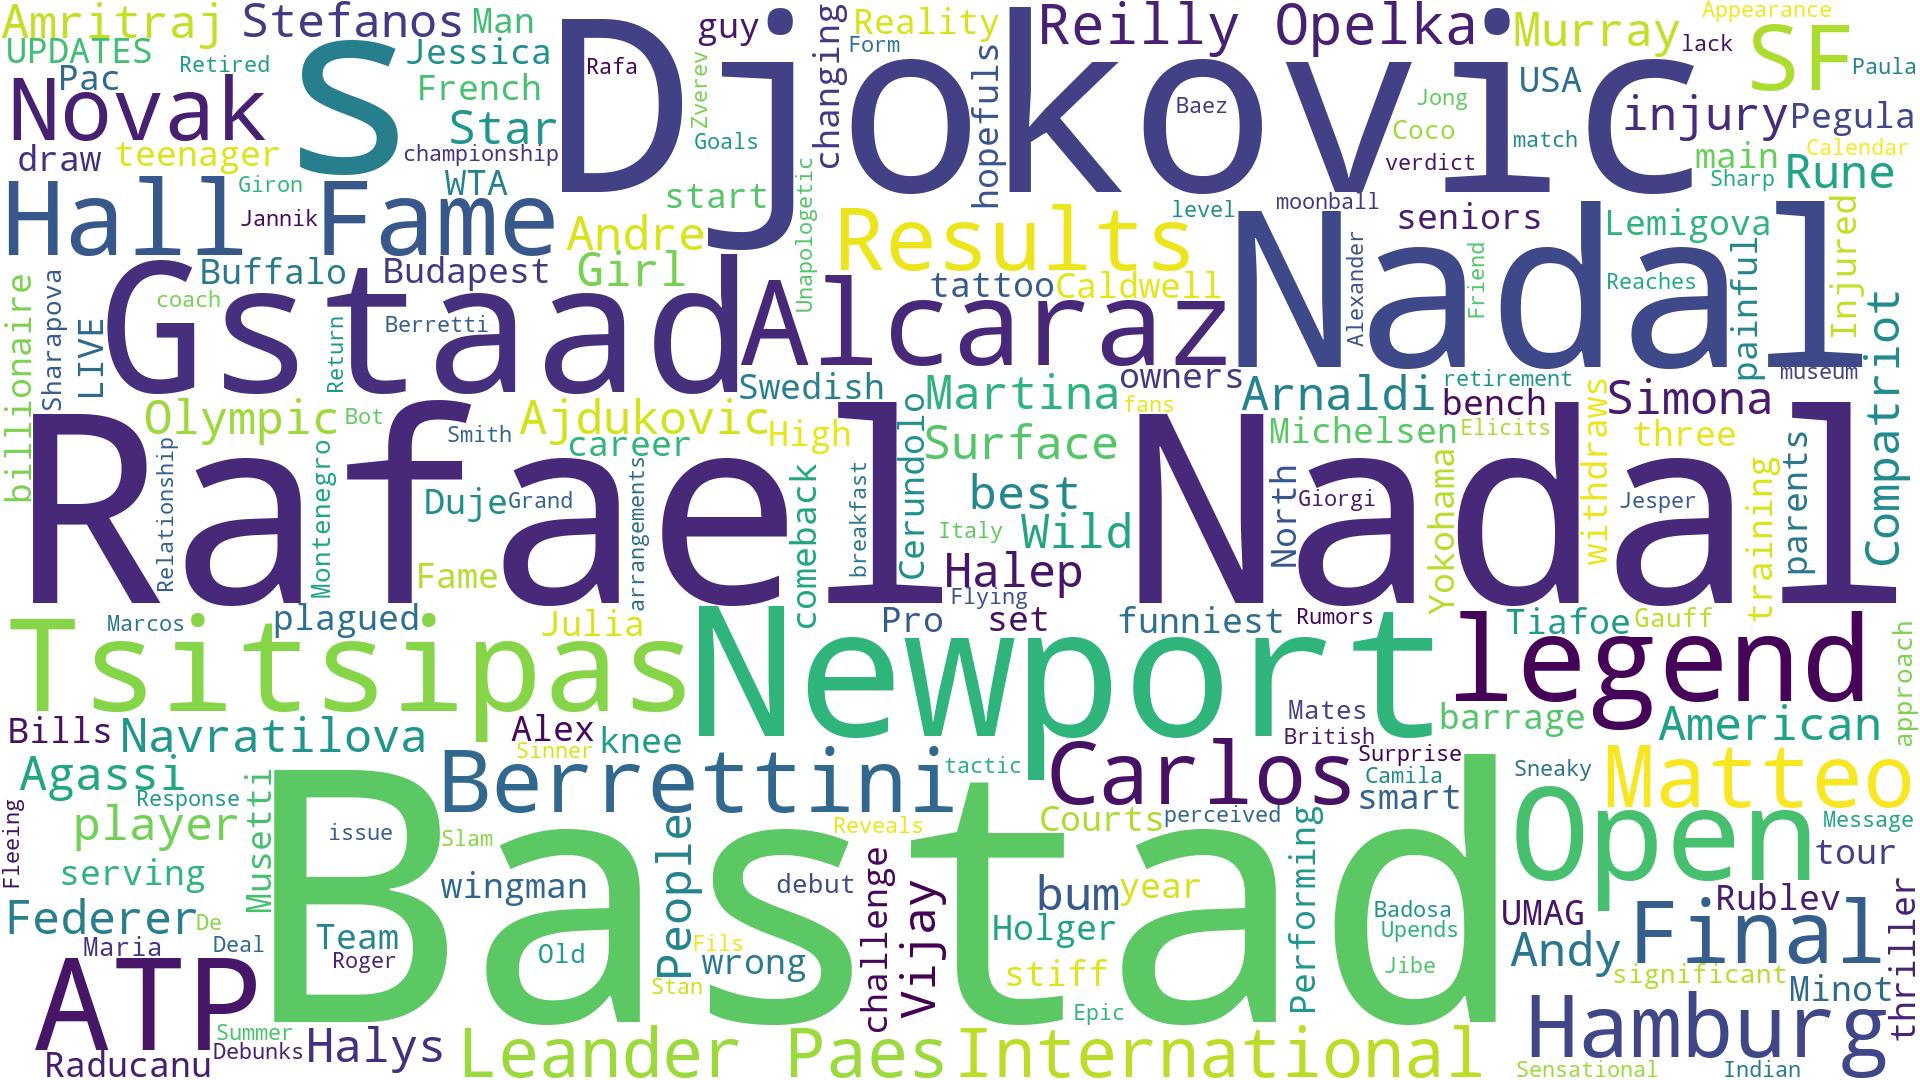 Amritraj
Stefanos
Man
guy
Reality
Reilly Opelka
Murray
Appearance
lack
SF
Paula
UPDATES
Pac
Retired
S
Jessica
French
Star
Djokovic
Rafa
Zverev
Goals
changing
Form
hopefuls
Baez
Jong
Coco
verdict
USA
match
injury
Pegula
Novak
draw
teenager
championship
WTA
main
Calendar
Sharp
Rune
Hall Fame
Giron
Jannik
start
Unapologetic
Andre
Girl
Results
level
moonball
seniors
Lemigova
Buffalo
Budapest
coach
Berretti
Return
billionaire
Sharapova
LIVE
Gstaad
Alcaraz
tattoo
Caldwell
Nadal
Alexander
Friend
Reaches
painful
Injured
museum
Compatriot
Swedish
Martina
owners
fans
Arnaldi
retirement
bench
Simona
Olympic
Bot
Smith
Ajdukovic
career
High
Cerundolo
Surface
Michelsen
Elicits
three
withdraws
Rafael Nadal
Relationship
Montenegro
Duje
Grand
arrangements
comeback
breakfast
best
Italy
Wild
North
Giorgi
Yokohama
Jesper
training
parents
Fame
Halep
Flying
Marcos
plagued
Julia
Pro
set
funniest
Rumors
Tiafoe
Gauff
Tsitsipas
Newport
legend
approach
Bills
Navratilova
Alex
Sinner
knee
Mates
British
barrage
American
Agassi
Response
Musetti
Berrettini
tactic
Carlos
Surprise
Camila
smart
Sneaky
Matteo
Fleeing
player
issue
Slam
People
Reveals
Courts
perceived
Performing
Open
Message
tour
serving
Bastad
wingman
debut
challenge
Vijay
bum
year
Badosa
Upends
UMAG
Rublev
Federer
De
Maria
Deal
Team
Roger
Old
Fils
wrong
Stan
Holger
stiff
Jibe
Andy
Final
significant
Minot
thriller
ATP
Summer
Debunks
Raducanu
Halys
Epic
Leander Paes
International
Hamburg
Sensational
Indian